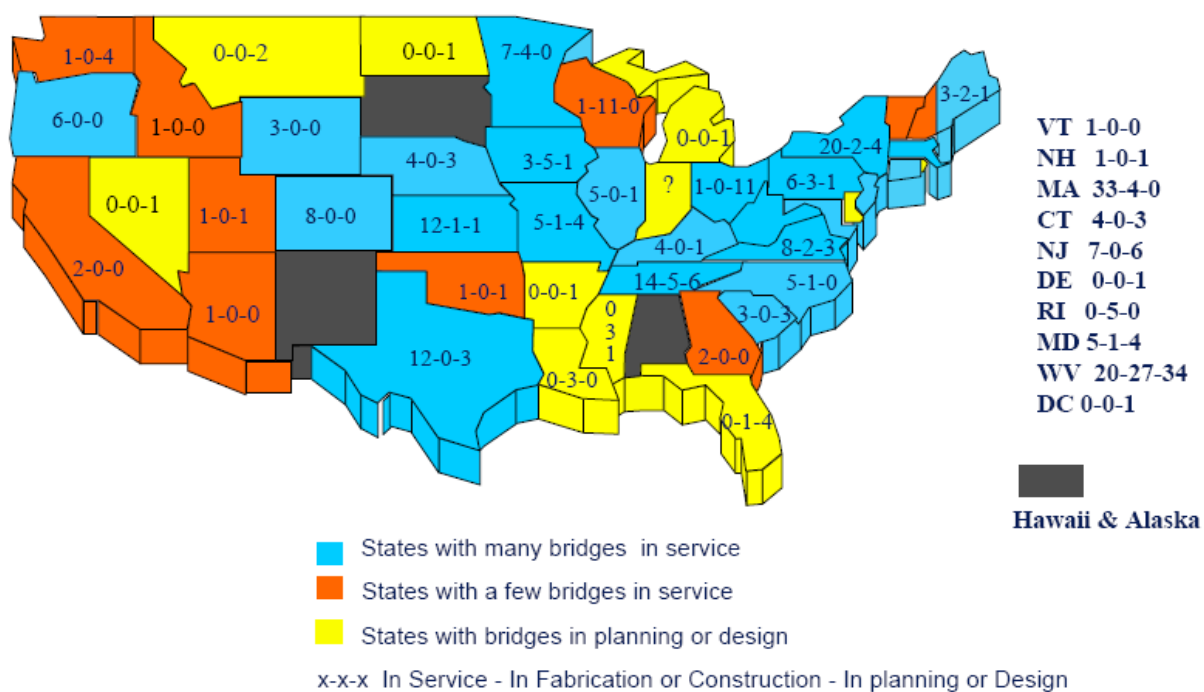 1-0-4
0-0-2
0-0-1
7-4-0
1-11-0
0-0-1
3-2-1
6-0-0
1-0-0
3-0-0
4-0-3
3-5-1
5-0-1
?
1-0-11
20-2-4
6-3-1
0-0-1
1-0-1
8-0-0
12-1-1
5-1-4
4-0-1
8-2-3
2-0-0
1-0-0
1-0-1
0-0-1
14-5-6
5-1-0
3-0-3
12-0-3
0-3-0
0
3
1
2-0-0
0-1-4
VT 1-0-0
NH 1-0-1
MA 33-4-0
CT 4-0-3
NJ 7-0-6
DE 0-0-1
RI 0-5-0
MD 5-1-4
WV 20-27-34
DC 0-0-1
Hawaii & Alaska
States with many bridges in service
States with a few bridges in service
States with bridges in planning or design
x-x-x In Service - In Fabrication or Construction - In planning or Design